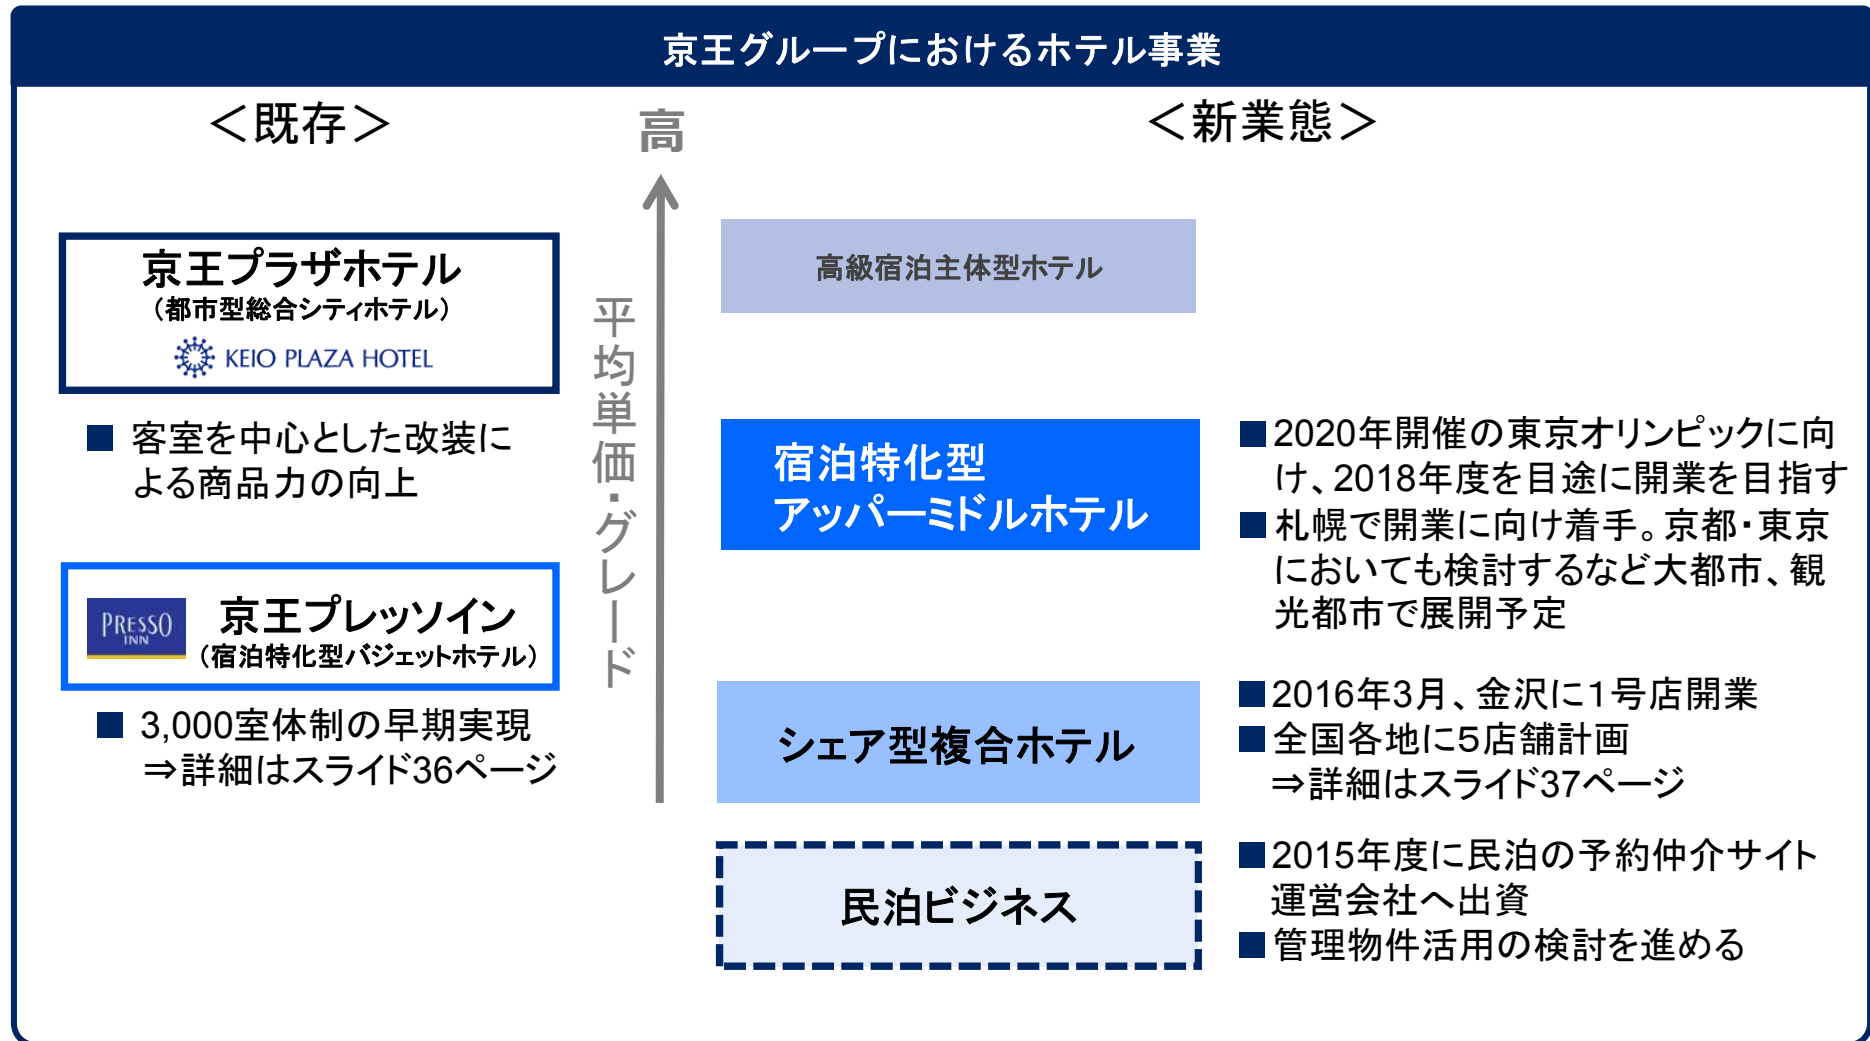 京王グループにおけるホテル事業
＜既存＞
京王プラザホテル
（都市型総合シティホテル）
KEIO PLAZA HOTEL
■ 客室を中心とした改装に
よる商品力の向上
PRESSO
INN
京王プレッソイン
（宿泊特化型バジェットホテル）
■ 3,000室体制の早期実現
⇒詳細はスライド36ページ
高
平均単価・グレード
＜新業態＞
高級宿泊主体型ホテル
宿泊特化型
アッパーミドルホテル
■2020年開催の東京オリンピックに向
け、2018年度を目途に開業を目指す
■札幌で開業に向け着手。京都・東京
においても検討するなど大都市、観
光都市で展開予定
シェア型複合ホテル
■2016年3月、金沢に１号店開業
■全国各地に５店舗計画
⇒詳細はスライド37ページ
民泊ビジネス
■2015年度に民泊の予約仲介サイト
運営会社へ出資
■管理物件活用の検討を進める